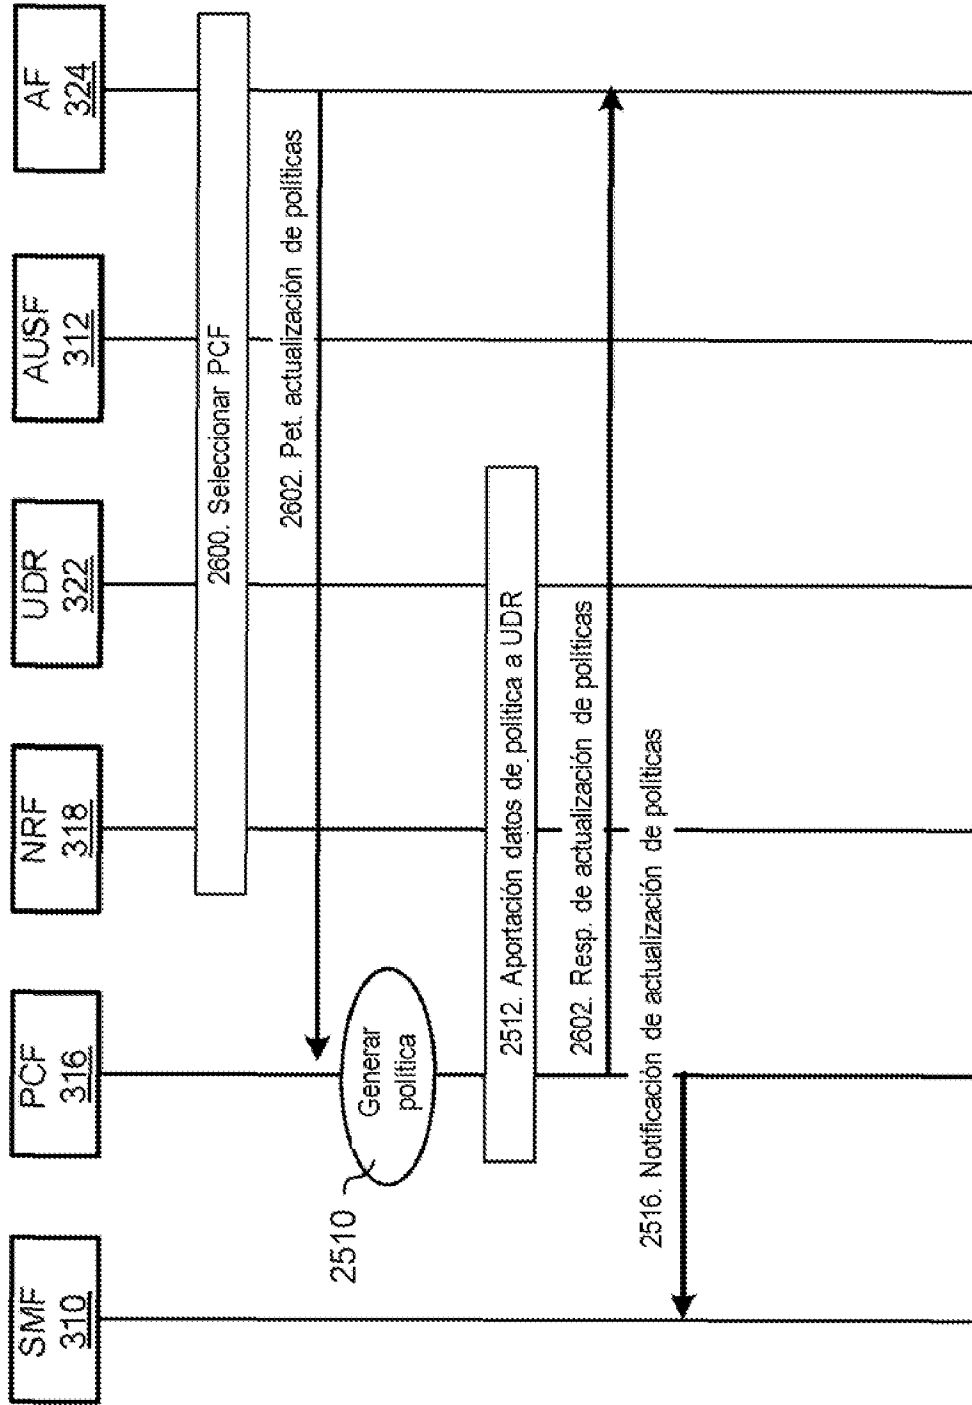 SMF
310
PCF
316
NRF
318
UDR
322
AUSF
312
AF
324
2600. Seleccionar PCF
2602. Pet. actualización de políticas
2510
Generar
política
2512. Aportación datos de política a UDR
2602. Resp. de actualización de políticas
2516. Notificación de actualización de políticas